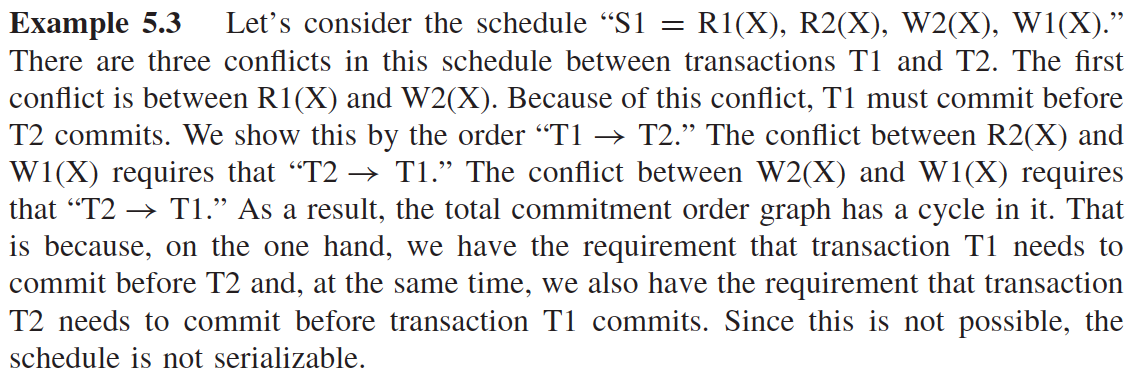 Example 5.3 Let’s consider the schedule “S1 = R1(X), R2(X), W2(X), W1(X).”
There are three conflicts in this schedule between transactions T1 and T2. The first
conflict is between R1(X) and W2(X). Because of this conflict, T1 must commit before
T2 commits. We show this by the order “T1 → T2.” The conflict between R2(X) and
W1(X) requires that “T2 → T1.” The conflict between W2(X) and W1(X) requires
that “T2 → T1.” As a result, the total commitment order graph has a cycle in it. That
is because, on the one hand, we have the requirement that transaction T1 needs to
commit before T2 and, at the same time, we also have the requirement that transaction
T2 needs to commit before transaction T1 commits. Since this is not possible, the
schedule is not serializable.